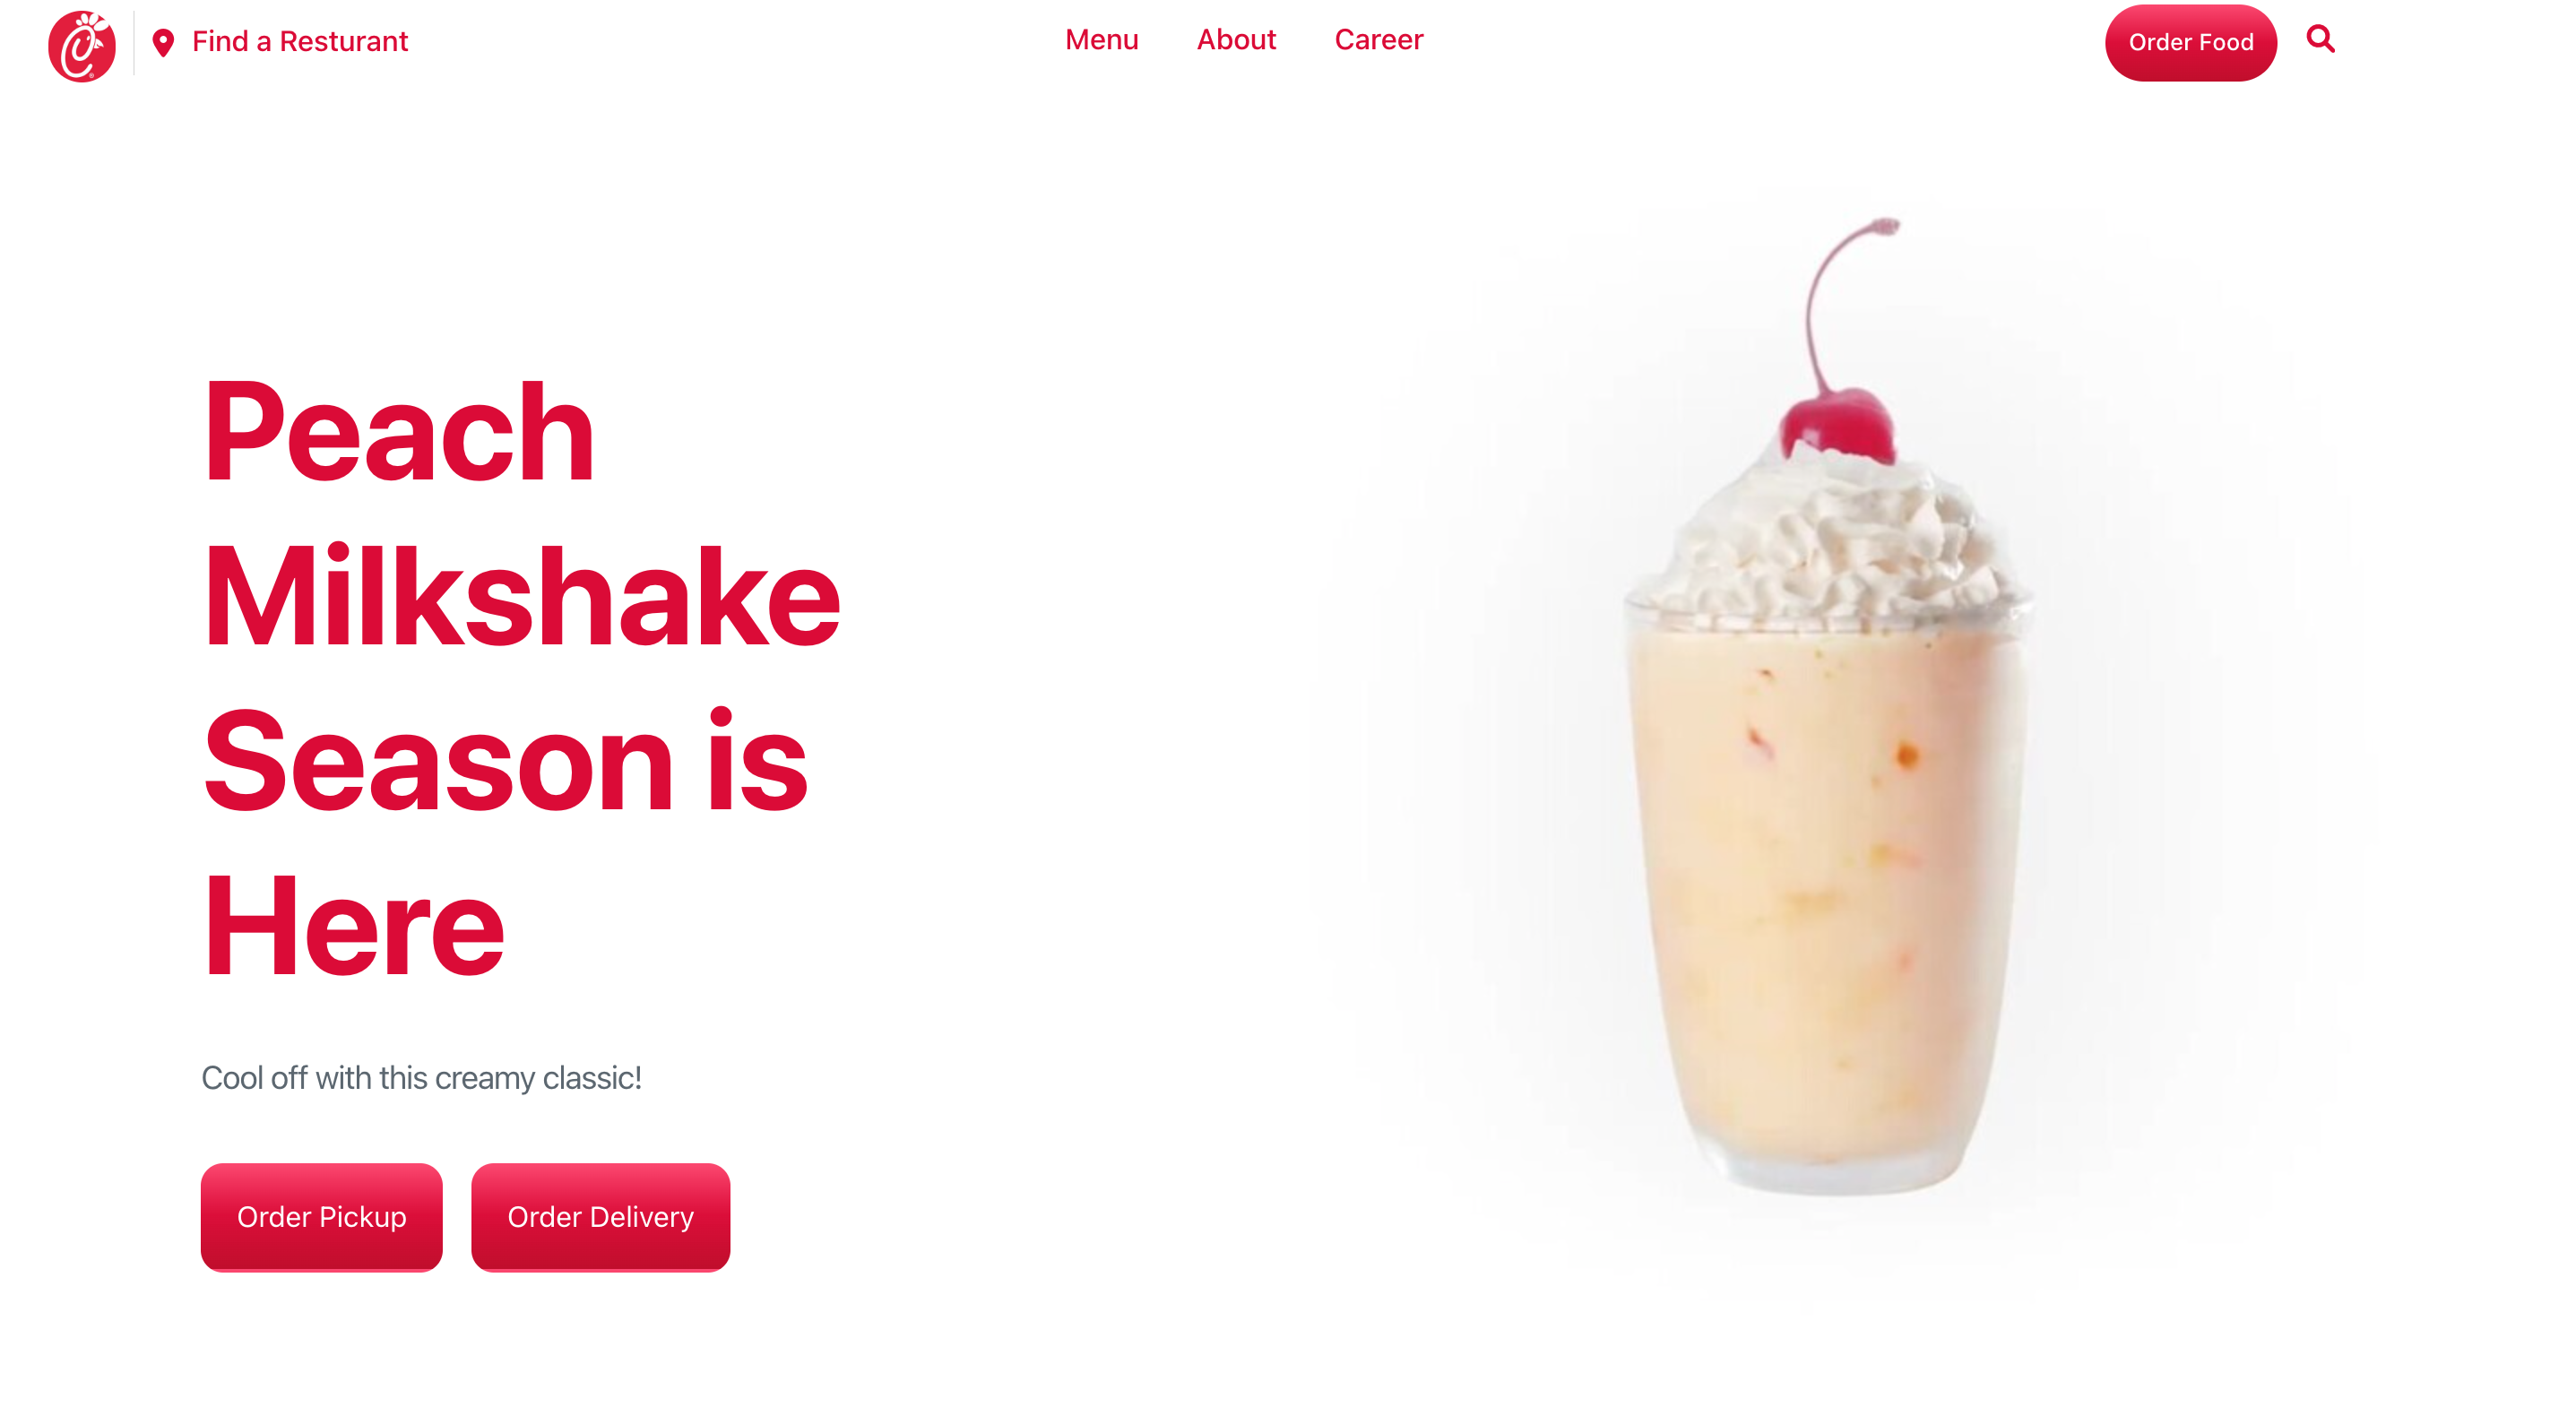 Find a Resturant
Menu
About
Career
Order Food
Peach
Milkshake
Season is
Here
Cool off with this creamy classic!
Order Pickup
Order Delivery